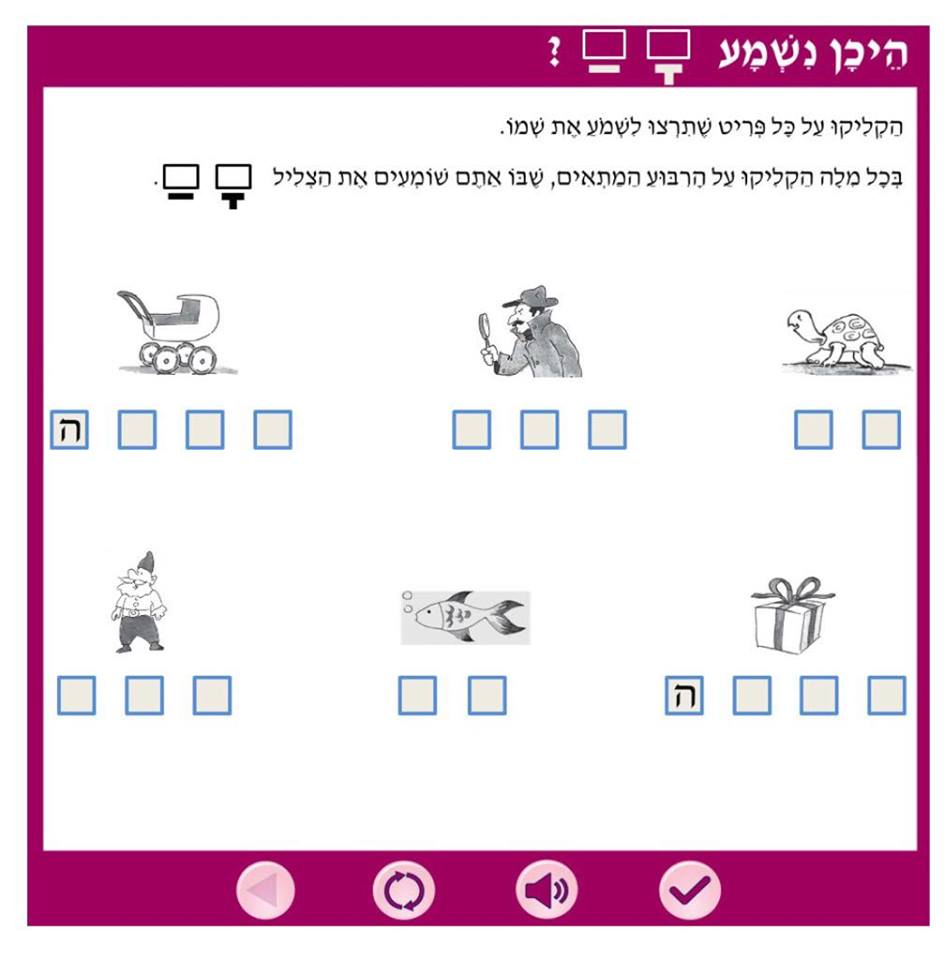 הֵיכָן נִשְׁמָע ▭ָ ▭ַ ?
הַקְלִיקוּ עַל כָּל פְּרִיט שֶׁתִּרְצוּ לִשְׁמֹעַ אֶת שְׁמוֹ.
בְּכָל מִלָּה הַקְלִיקוּ עַל הָרִבּוּעַ הַמַּתְאִים, שֶׁבּוֹ אַתֶּם שׁוֹמְעִים אֶת הַצְּלִיל ▭ָ ▭ַ .
ה
ה